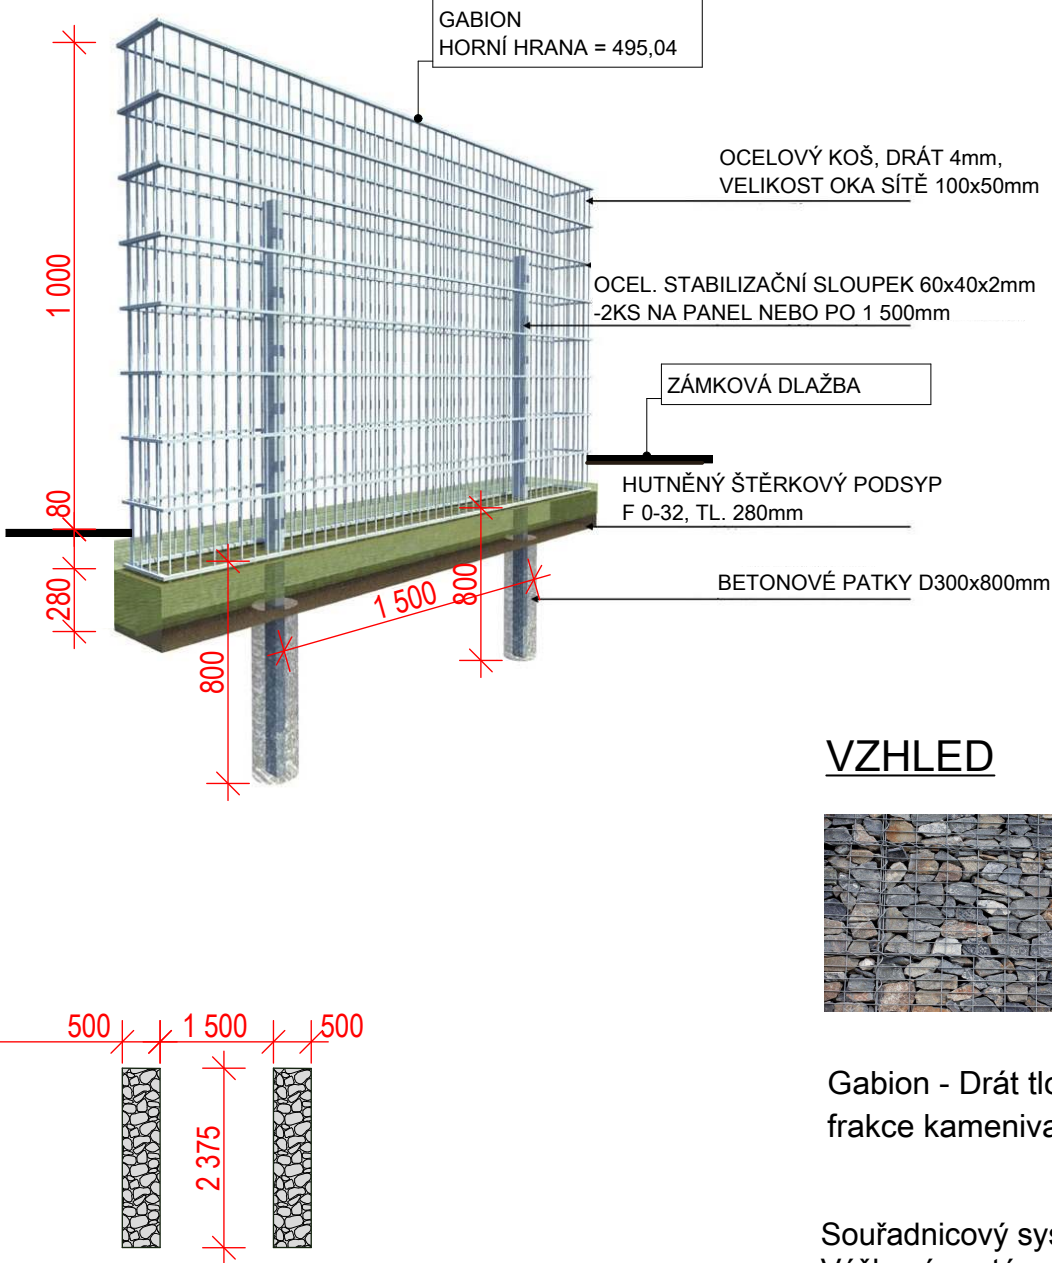 GABION
HORNÍ HRANA = 495,04
OCELOVÝ KOŠ, DRÁT 4mm,
VELIKOST OKA SÍTĚ 100x50mm
1 000
OCEL. STABILIZAČNÍ SLOUPEK 60x40x2mm
-2KS NA PANEL NEBO PO 1 500mm
ZÁMKOVÁ DLAŽBA
80
HUTNĚNÝ ŠTĚRKOVÝ PODSYP
F 0-32, TL. 280mm
280
1 500
800
BETONOVÉ PATKY D300x800mm
800
VZHLED
500
1 500
500
2 375
Gabion - Drát
frakce kameniva
Souřadnicový